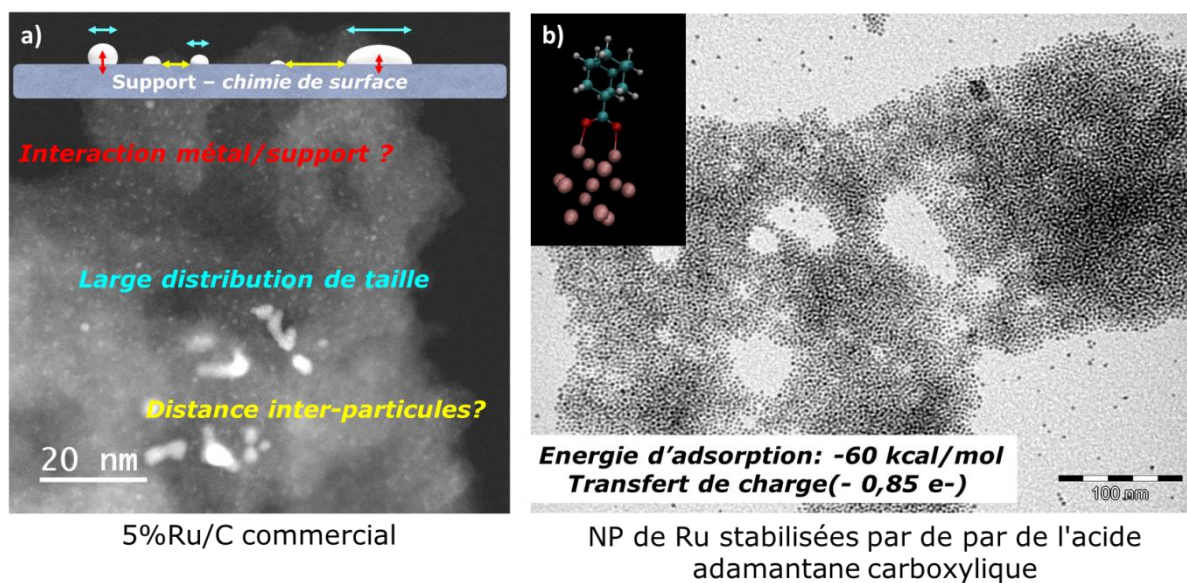 a)
Support – chimie de surface
Interaction métal/support ?
Large distribution de taille
Distance inter-particules?
20 nm
5%Ru/C commercial
b)
Energie d’adsorption: -60 kcal/mol
Transfert de charge(- 0,85 e-)
100 nm
NP de Ru stabilisées par de par de l'acide
adamantane carboxylique